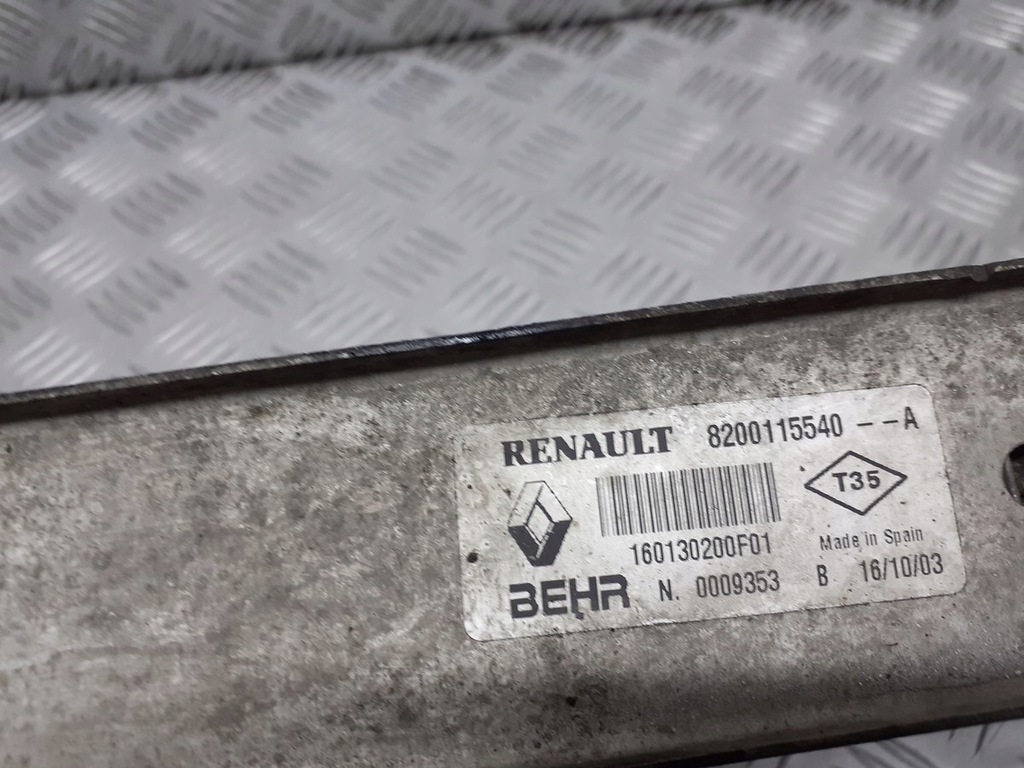 RENAULT 8200115540 --A
T35
160130200F01
Made in Spain
BEHR N. 0009353 B 16/10/03